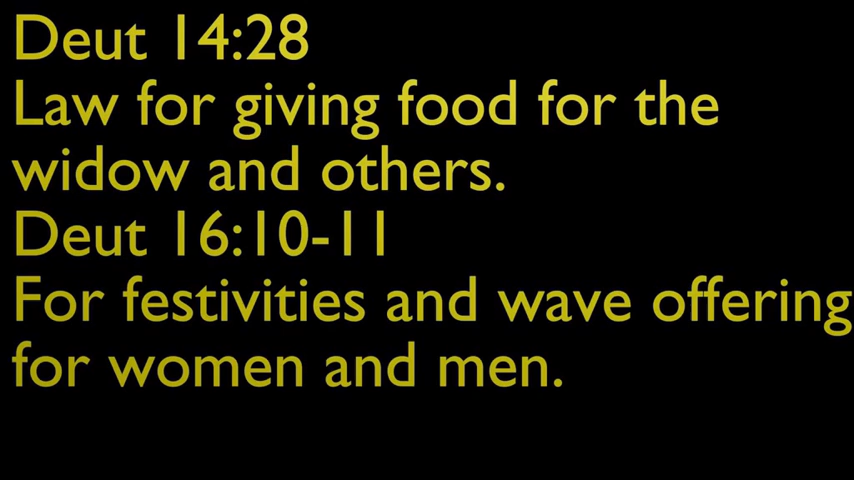 Deut 14:28
Law for giving food for the
widow and others.
Deut 16:10-11
For festivities and wave offering
for women and men.